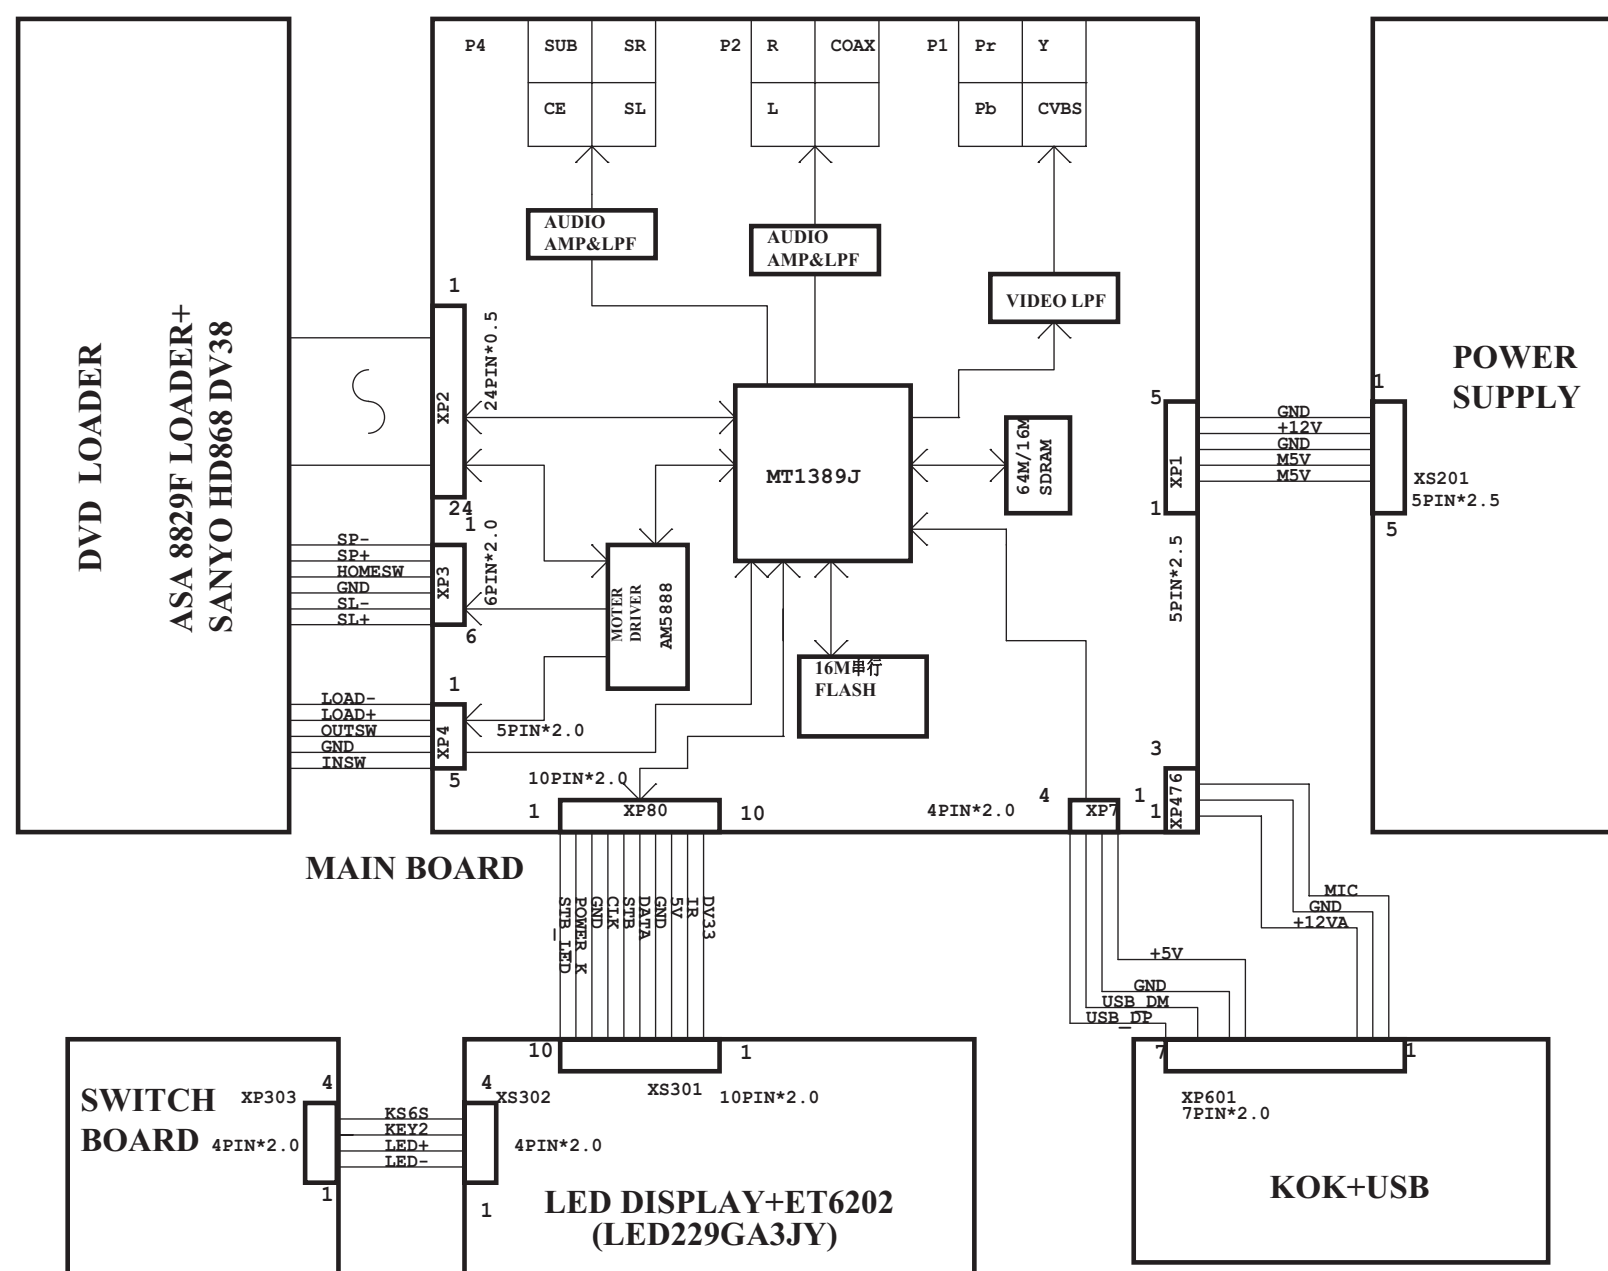 P4
SUB
SR
P2
R
COAX
P1
Pr
Y
CE
SL
L
Pb
CVBS
AUDIO
AMP&LPF
AUDIO
AMP&LPF
VIDEO LPF
DVD LOADER
ASA 8829F LOADER+
SANYO HD868 DV38
1
XP2
24PIN*0.5
24
MT1389J
64M/16M
SDRAM
5
XP1
1
5PIN*2.5
GND
+12V
GND
M5V
M5V
POWER
SUPPLY
1
XS201
5PIN*2.5
5
SP-
SP+
HOMESW
GND
SL-
SL+
1
XP3
6PIN*2.0
6
MOTER
DRIVER
AM5888
16M串行
FLASH
LOAD-
LOAD+
OUTSW
GND
INSW
1
XP4
5PIN*2.0
5
10PIN*2.0
1
XP80
10
4PIN*2.0
4
XP7
1
3
XP476
1
MAIN BOARD
STB_LED
POWER_K
GND
CLK
STB
DATA
GND
5V
IR
DV33
MIC
GND
+12VA
+5V
GND
USB_DM
USB_DP
SWITCH
BOARD
XP303
4
4PIN*2.0
1
KS6S
KEY2
LED+
LED-
4
XS302
4PIN*2.0
1
10
1
XS301
10PIN*2.0
LED DISPLAY+ET6202
(LED229GA3JY)
7
1
XP601
7PIN*2.0
KOK+USB